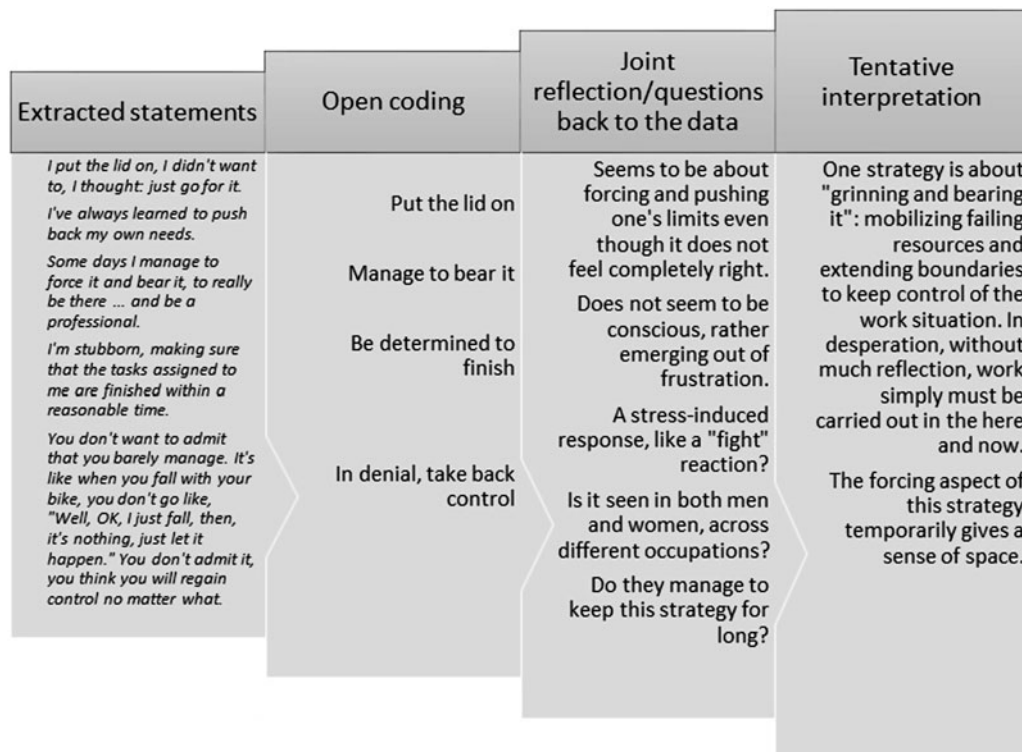 Extracted statements
I put the lid on, I didn't want
to, I thought: just go for it.
I've always learned to push
back my own needs.
Some days I manage to
force it and bear it, to really
be there ... and be a
professional.
I'm stubborn, making sure
that the tasks assigned to
me are finished within a
reasonable time.
You don't want to admit
that you barely manage. It's
like when you fall with your
bike, you don't go like,
"Well, OK, I just fall, then,
it's nothing, just let it
happen." You don't admit it,
you think you will regain
control no matter what.
Open coding
Put the lid on
Manage to bear it
Be determined to
finish
In denial, take back
control
Joint
reflection/questions
back to the data
Seems to be about
forcing and pushing
one's limits even
though it does not
feel completely right.
Does not seem to be
conscious, rather
emerging out of
frustration.
A stress-induced
response, like a "fight"
reaction?
Is it seen in both men
and women, across
different occupations?
Do they manage to
keep this strategy for
long?
Tentative
interpretation
One strategy is about
"grinning and bearing
it": mobilizing failing
resources and
extending boundaries
to keep control of the
work situation. In
desperation, without
much reflection, work
simply must be
carried out in the here
and now.
The forcing aspect of
this strategy
temporarily gives a
sense of space.